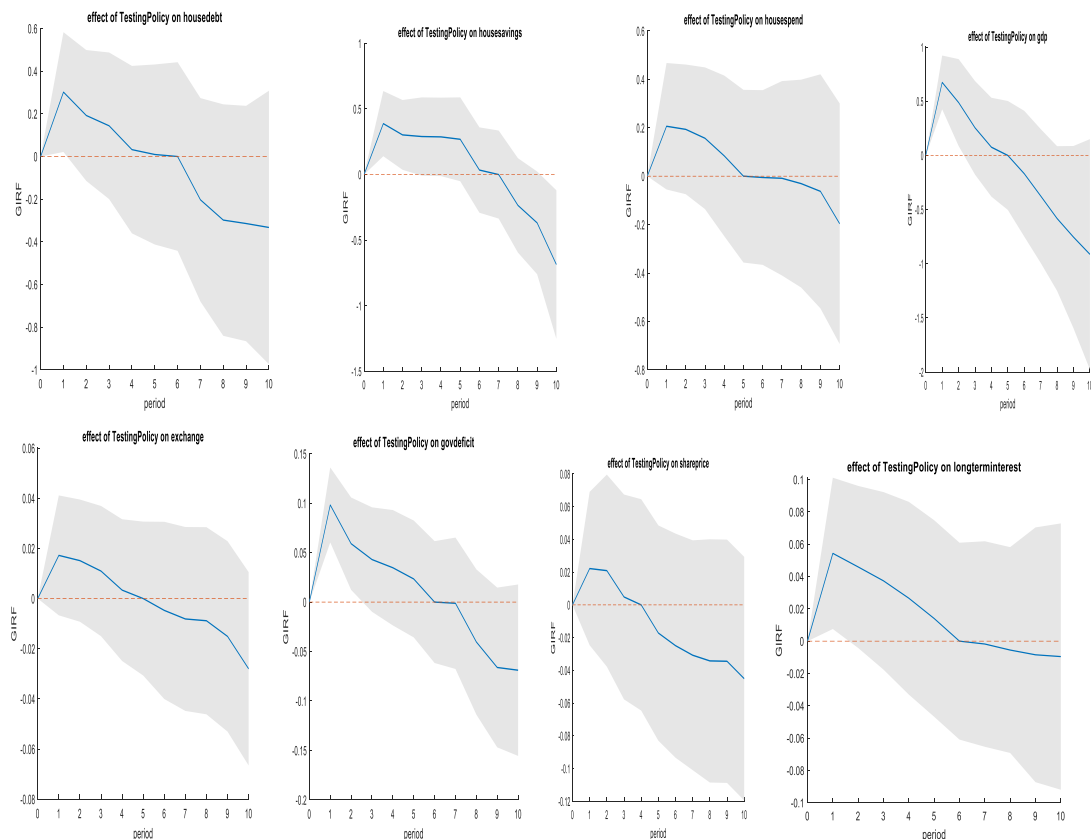 effect of TestingPolicy on housedebt
0.6
0.4
0.2
0
-0.2
-0.4
-0.6
-0.8
-1
GIRF
0 1 2 3 4 5 6 7 8 9 10
period
effect of TestingPolicy on housesavings
1
0.5
0
-0.5
-1
-1.5
GIRF
0 1 2 3 4 5 6 7 8 9 10
period
effect of TestingPolicy on housespend
0.6
0.4
0.2
0
-0.2
-0.4
-0.6
-0.8
GIRF
0 1 2 3 4 5 6 7 8 9 10
period
effect of TestingPolicy on gdp
1
0.5
0
-0.5
-1
-1.5
-2
GIRF
0 1 2 3 4 5 6 7 8 9 10
period
effect of TestingPolicy on exchange
0.06
0.04
0.02
0
-0.02
-0.04
-0.06
-0.08
GIRF
0 1 2 3 4 5 6 7 8 9 10
period
effect of TestingPolicy on govdeficit
0.15
0.1
0.05
0
-0.05
-0.1
-0.15
-0.2
GIRF
0 1 2 3 4 5 6 7 8 9 10
period
effect of TestingPolicy on shareprice
0.08
0.06
0.04
0.02
0
-0.02
-0.04
-0.06
-0.08
-0.1
-0.12
GIRF
0 1 2 3 4 5 6 7 8 9 10
period
effect of TestingPolicy on longterminterest
0.1
0.08
0.06
0.04
0.02
0
-0.02
-0.04
-0.06
-0.08
-0.1
GIRF
0 1 2 3 4 5 6 7 8 9 10
period